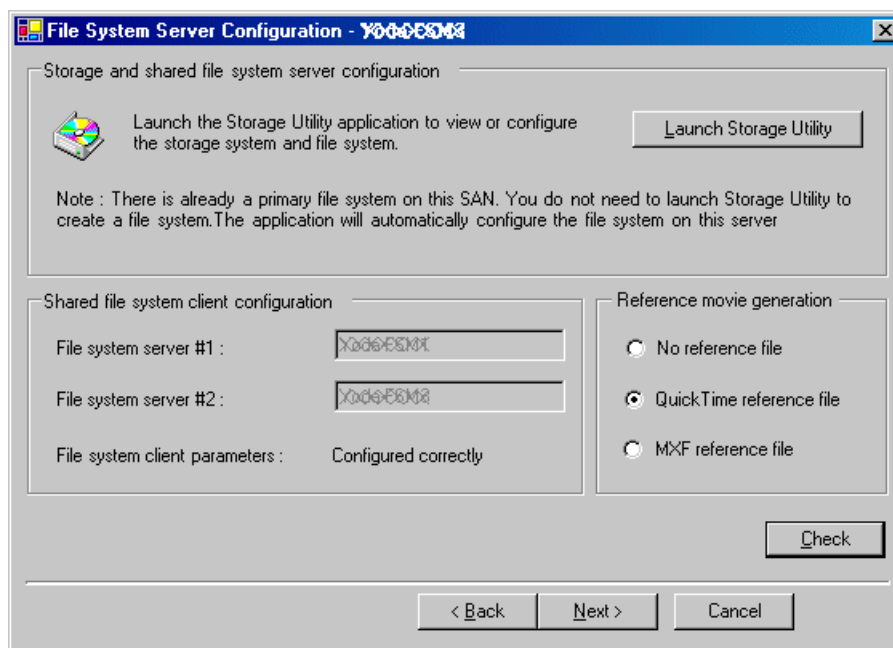 File System Server Configuration -
Storage and shared file system server configuration
Launch the Storage Utility application to view or configure
the storage system and file system.
Launch Storage Utility
Note : There is already a primary file system on this SAN. You do not need to launch Storage Utility to
create a file system.The application will automatically configure the file system on this server
Shared file system client configuration
File system server #1 :
File system server #2 :
File system client parameters : Configured correctly
Reference movie generation
No reference file
QuickTime reference file
MXF reference file
Check
< Back
Next >
Cancel